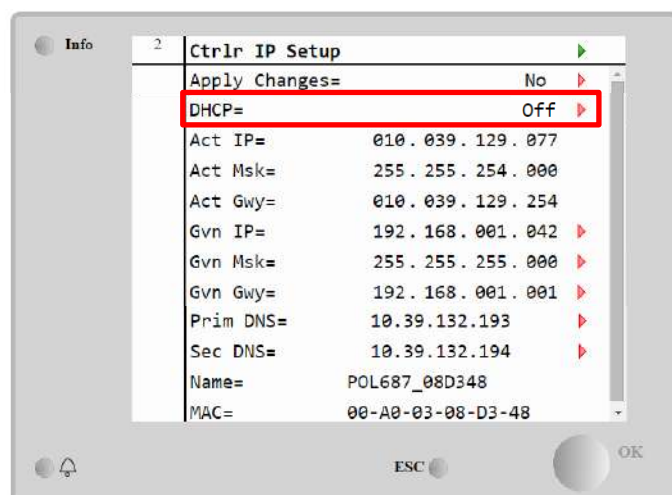 Info
2 Ctrlr IP Setup
Apply Changes= No
DHCP= Off
Act IP= 010.039.129.077
Act Msk= 255.255.254.000
Act Gwy= 010.039.129.254
Gvn IP= 192.168.001.042
Gvn Msk= 255.255.255.000
Gvn Gwy= 192.168.001.001
Prim DNS= 10.39.132.193
Sec DNS= 10.39.132.194
Name= POL687_08D348
MAC= 00-A0-03-08-D3-48
ESC
OK